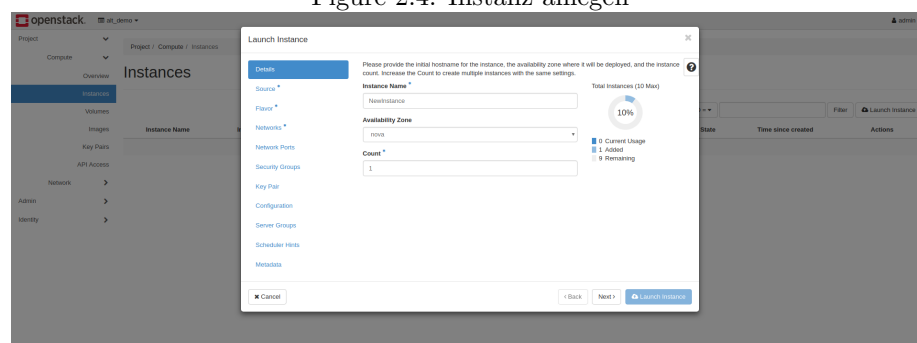 Figure 2.4: Instanz anlegen
openstack. alt_demo
admin
Project
Compute
Overview
Instances
Volumes
Images
Key Pairs
API Access
Network
Admin
Identity
Project / Compute / Instances
Instances
Filter
Launch Instance
Instance Name
State
Time since created
Actions
Launch Instance
Details
Source *
Flavor *
Networks *
Network Ports
Security Groups
Key Pair
Configuration
Server Groups
Scheduler Hints
Metadata
Please provide the initial hostname for the instance, the availability zone where it will be deployed, and the instance
count. Increase the Count to create multiple instances with the same settings.
Instance Name *
NewInstance
Availability Zone
nova
Count *
1
Total Instances (10 Max)
10%
0 Current Usage
1 Added
9 Remaining
Cancel
< Back
Next >
Launch Instance